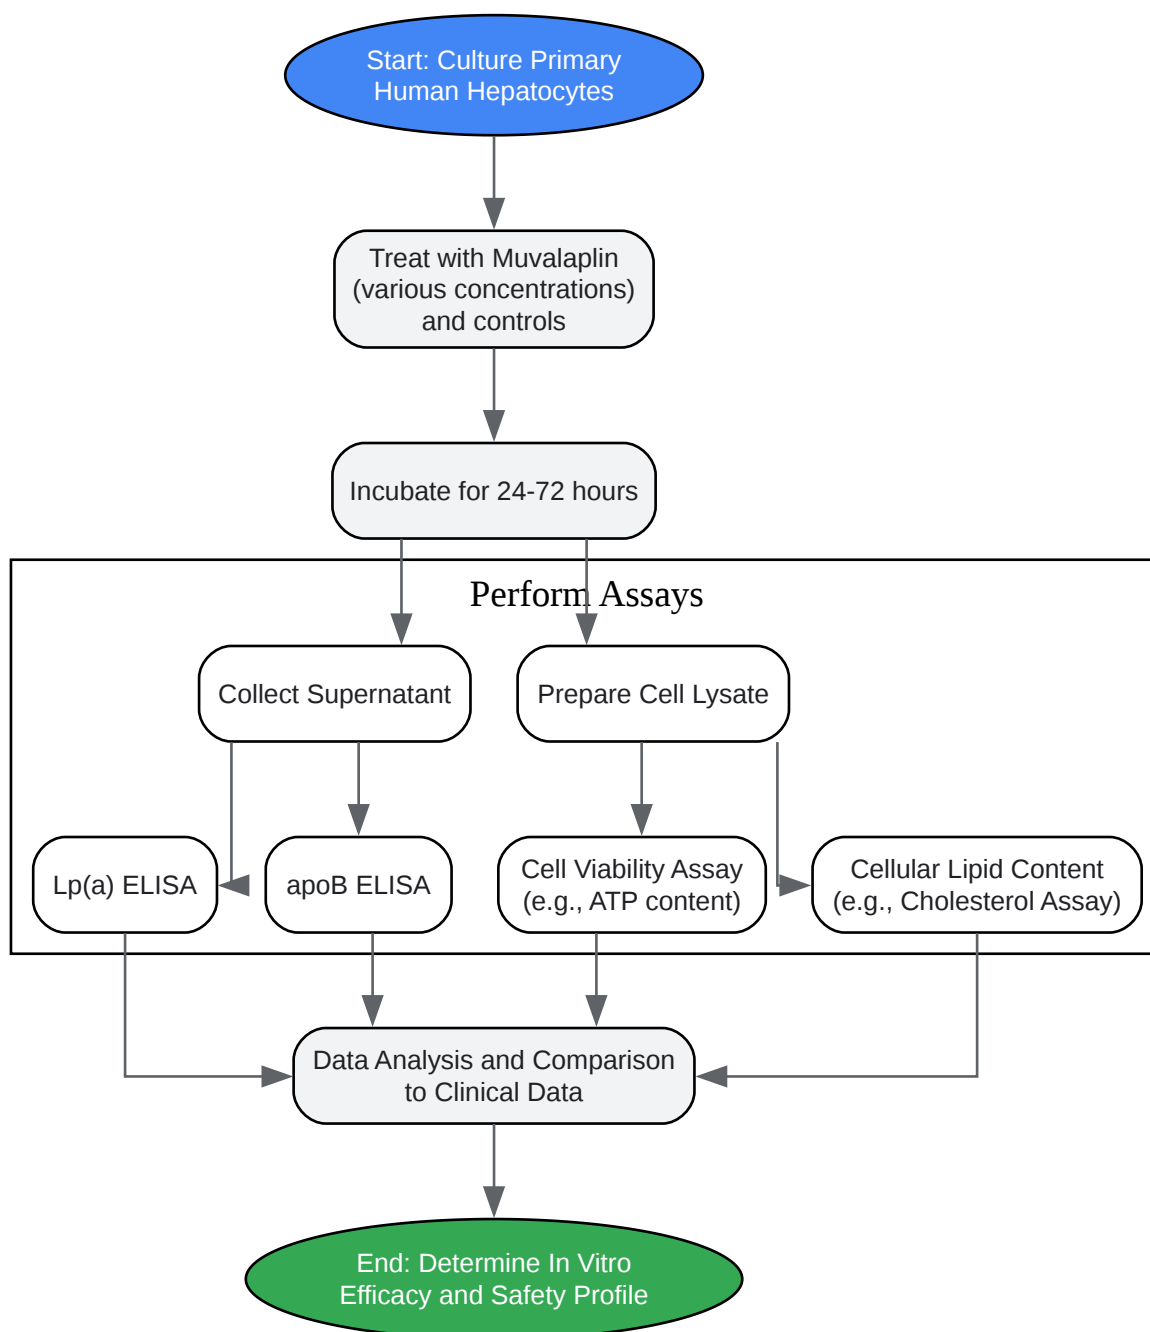 Start: Culture Primary
Human Hepatocytes
Treat with Muvalaplin
(various concentrations)
and controls
Incubate for 24-72 hours
Perform Assays
Collect Supernatant
Prepare Cell Lysate
Lp(a) ELISA
apoB ELISA
Cell Viability Assay
(e.g., ATP content)
Cellular Lipid Content
(e.g., Cholesterol Assay)
Data Analysis and Comparison
to Clinical Data
End: Determine In Vitro
Efficacy and Safety Profile